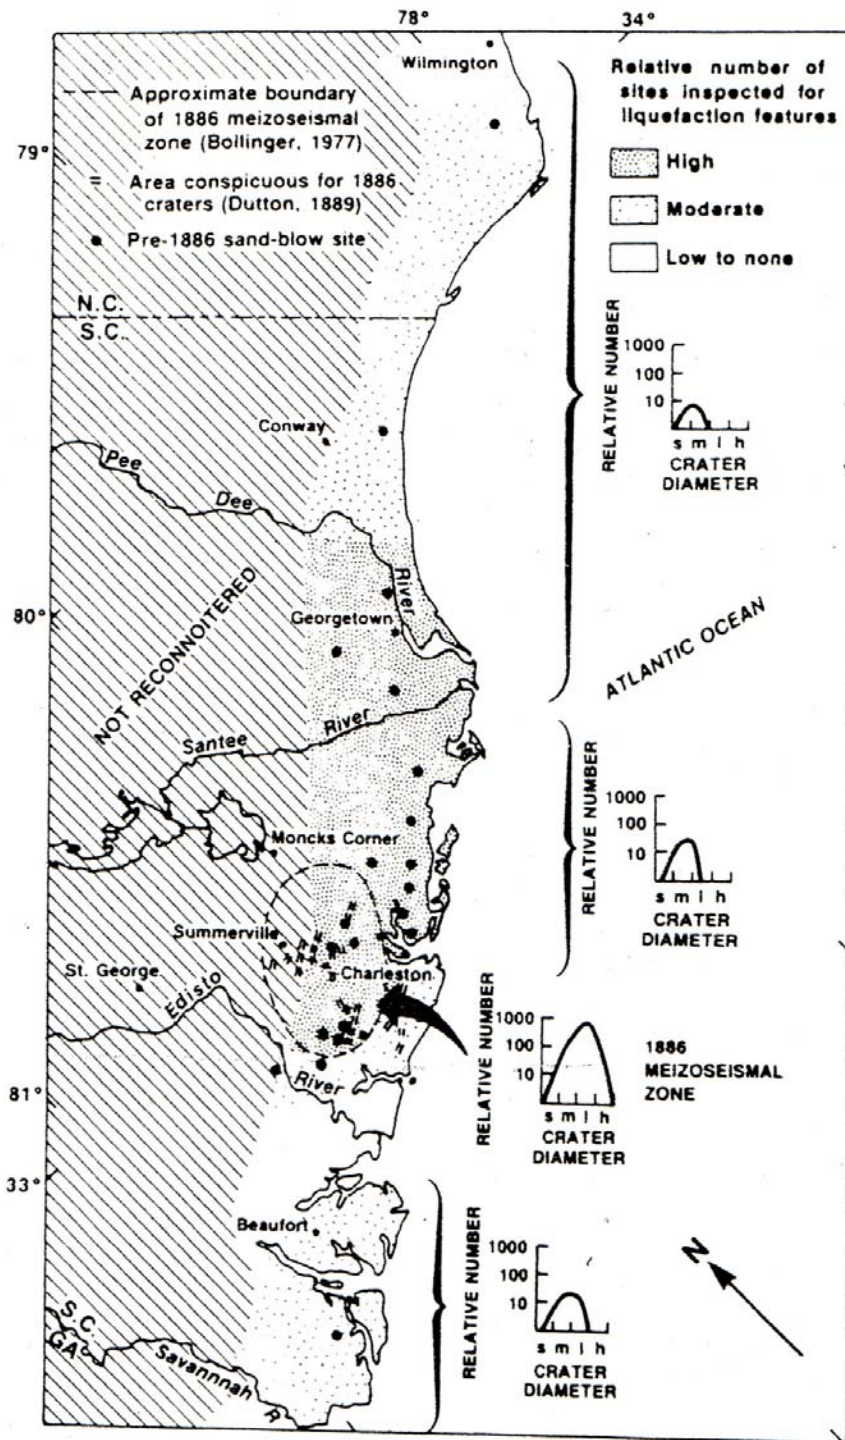 78°
34°
Wilmington
Approximate boundary
of 1886 meizoseismal
zone (Bollinger, 1977)
Area conspicuous for 1886
craters (Dutton, 1889)
Pre-1886 sand-blow site
Relative number of
sites inspected for
liquefaction features
High
Moderate
Low to none
79°
N.C.
S.C.
RELATIVE NUMBER
1000
100
10
s m l h
CRATER
DIAMETER
Conway
Pee
Dee
River
80°
Georgetown
NOT RECONNOITERED
ATLANTIC OCEAN
Santee
River
RELATIVE NUMBER
1000
100
10
s m l h
CRATER
DIAMETER
Moncks Corner
Summerville
St. George
Charleston
Edisto
River
RELATIVE NUMBER
1000
100
10
s m l h
CRATER
DIAMETER
1886
MEIZOSEISMAL
ZONE
81°
33°
Beaufort
RELATIVE NUMBER
1000
100
10
s m l h
CRATER
DIAMETER
N
S.C.
GA.
Savannnah R.